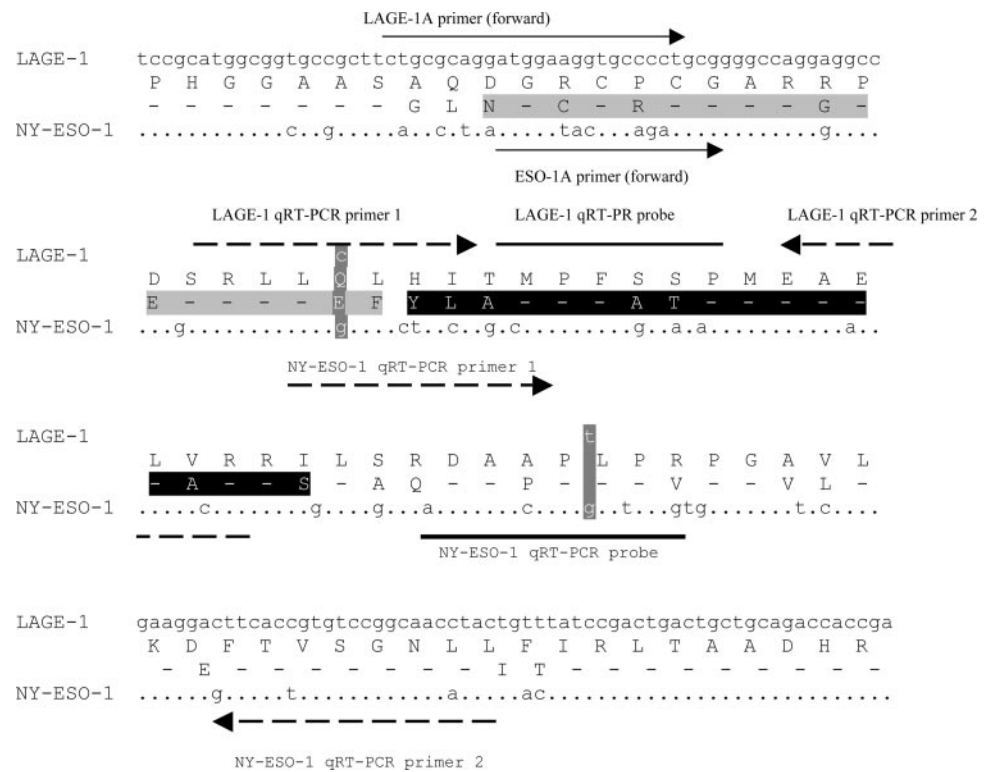 LAGE-1A primer (forward)
LAGE-1 tccgcatggcggtgccgcttctgcgcaggatggaaggtgcccctgcggggccaggaggcc
P H G G A A S A Q D G R C P C G A R R P
- - - - - - - G L N - C - R - - - - G -
NY-ESO-1 ............c..g.....a..c.t.a.....tac...aga............g....
ESO-1A primer (forward)
LAGE-1 qRT-PCR primer 1 LAGE-1 qRT-PR probe LAGE-1 qRT-PCR primer 2
LAGE-1 c
D S R L L Q L H I T M P F S S P M E A E
E - - - - E F Y L A - - - A T - - - - -
NY-ESO-1 ...g............g....ct..c..g.c.........g..a.a...........a..
NY-ESO-1 qRT-PCR primer 1
LAGE-1 t
L V R R I L S R D A A P L P R P G A V L
- A - - S - A Q - - P - - V - - V L -
NY-ESO-1 .....c........g....g...a.......c....g..t...gtg.......t.c....
NY-ESO-1 qRT-PCR probe
LAGE-1 gaaggacttcaccgtgtccggcaacctactgtttatccgactgactgctgcagaccaccga
K D F T V S G N L L F I R L T A A D H R
- E - - - - - - - I T - - - - - - - - -
NY-ESO-1 ......g.....t............a.....ac...........................
NY-ESO-1 qRT-PCR primer 2